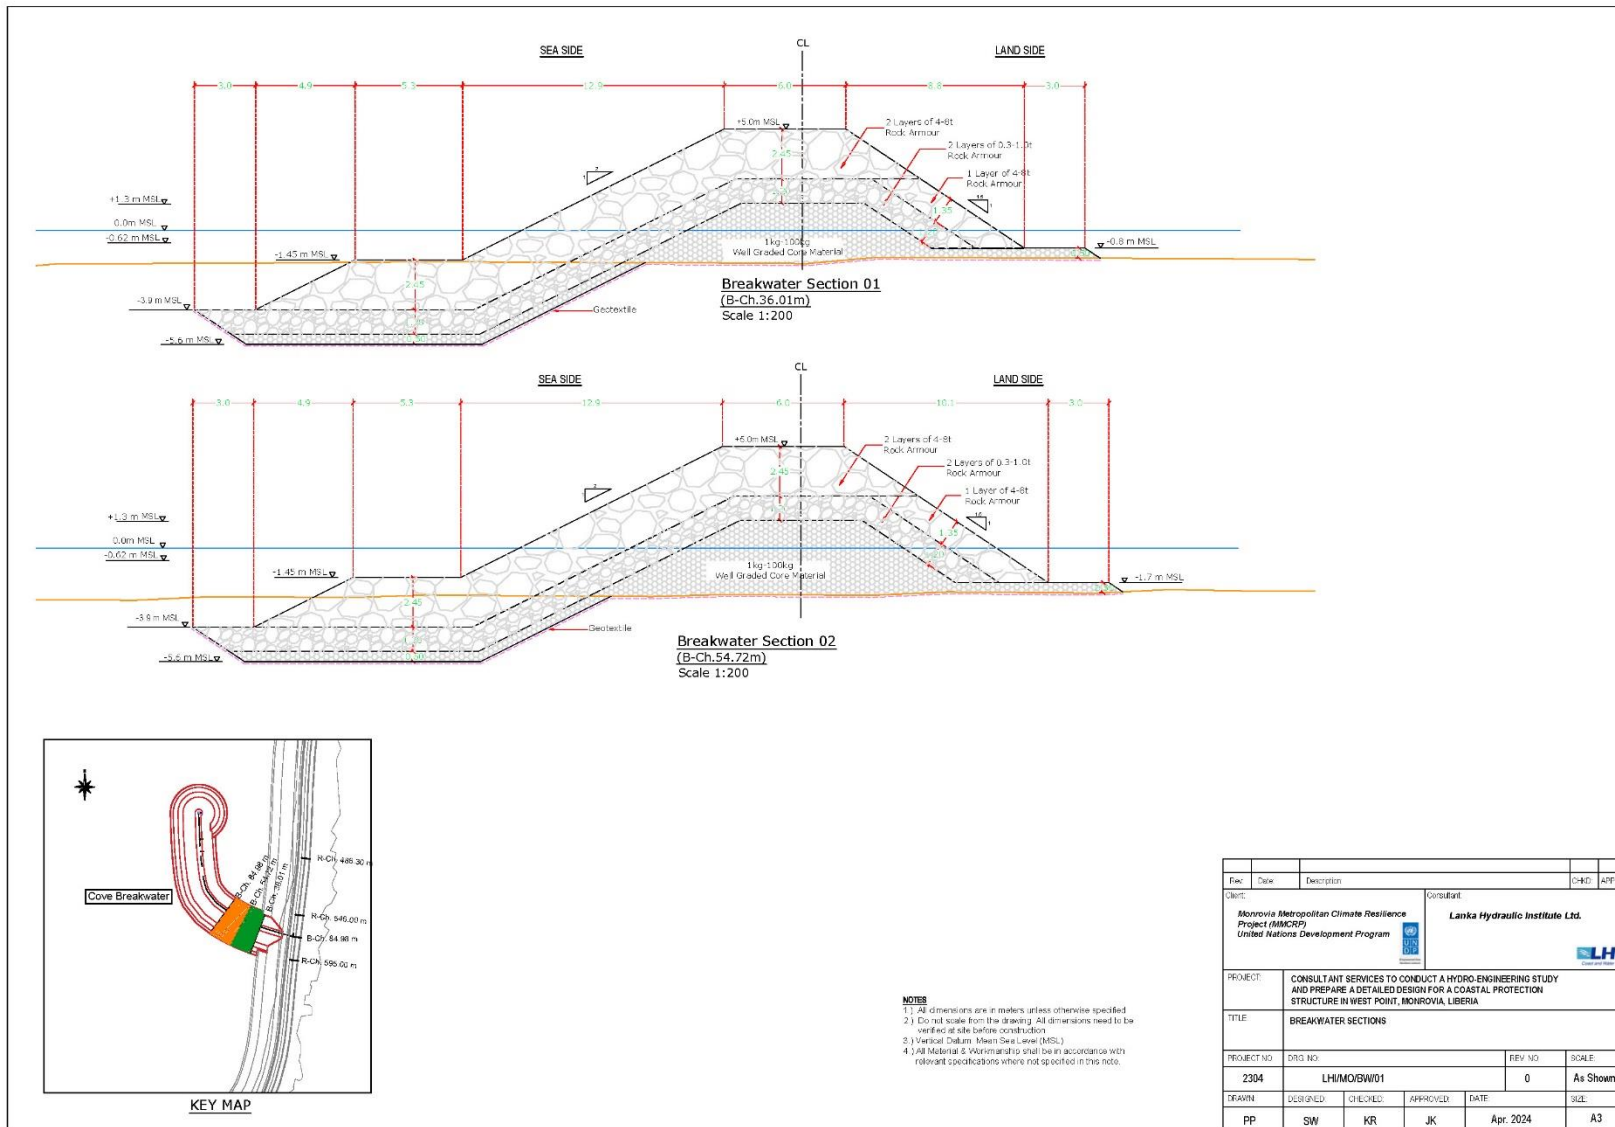 SEA SIDE
CL
LAND SIDE
3.0
4.9
5.3
12.9
6.0
8.8
3.0
+5.0m MSL
2 Layers of 4-8t
Rock Armour
2.45
2 Layers of 0.3-1.0t
Rock Armour
1 Layer of 4-8t
Rock Armour
+1.3 m MSL
1.35
0.0m MSL
-0.62 m MSL
-0.8 m MSL
1kg-100kg
Well Graded Core Material
-1.45 m MSL
2.45
Breakwater Section 01
(B-Ch.36.01m)
Scale 1:200
-3.9 m MSL
Geotextile
0.50
-5.6 m MSL
SEA SIDE
CL
LAND SIDE
3.0
4.9
5.3
12.9
6.0
10.1
3.0
+5.0m MSL
2 Layers of 4-8t
Rock Armour
2.45
2 Layers of 0.3-1.0t
Rock Armour
1 Layer of 4-8t
Rock Armour
+1.3 m MSL
1.35
0.0m MSL
-0.62 m MSL
1kg-100kg
Well Graded Core Material
-1.45 m MSL
-1.7 m MSL
2.45
-3.9 m MSL
Geotextile
Breakwater Section 02
(B-Ch.54.72m)
Scale 1:200
0.50
-5.6 m MSL
Cove Breakwater
B-Ch. 84.98 m
B-Ch. 54.72 m
B-Ch. 36.01 m
R-Ch. 546.00 m
B-Ch. 84.98 m
R-Ch. 595.00 m
KEY MAP
NOTES
1.) All dimensions are in meters unless otherwise specified
2.) Do not scale from the drawing. All dimensions need to be
verified at site before construction
3.) Vertical Datum: Mean Sea Level (MSL)
4.) All Material & Workmanship shall be in accordance with
relevant specifications where not specified in this note.
Rev: Date: Description CHKD: APP
Client: Consultant:
Monrovia Metropolitan Climate Resilience
Project (MMCRP)
United Nations Development Program
Lanka Hydraulic Institute Ltd.
U N
D P
LH
PROJECT: CONSULTANT SERVICES TO CONDUCT A HYDRO-ENGINEERING STUDY
AND PREPARE A DETAILED DESIGN FOR A COASTAL PROTECTION
STRUCTURE IN WEST POINT, MONROVIA, LIBERIA
TITLE BREAKWATER SECTIONS
PROJECT NO DRG NO: REV NO SCALE:
2304 LHI/MO/BW/01 0 As Shown
DRAWN: DESIGNED: CHECKED: APPROVED: DATE: SIZE:
PP SW KR JK Apr. 2024 A3